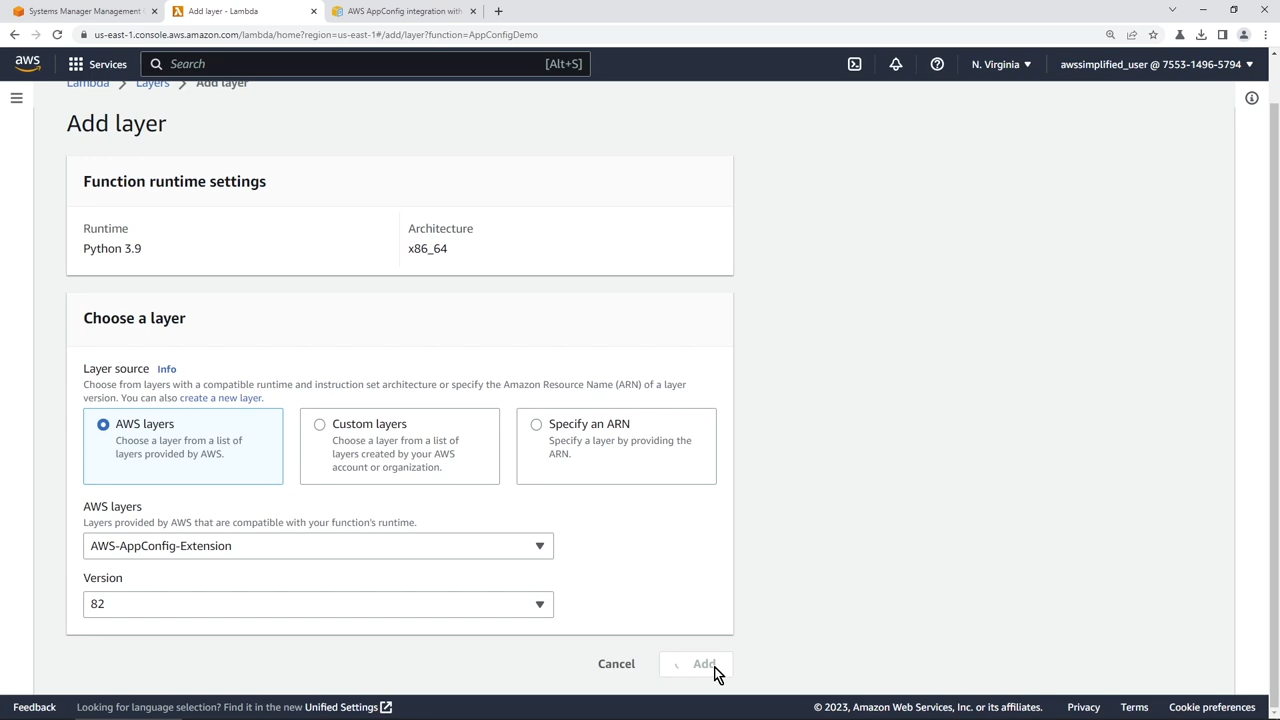 Systems Manager Management
Add layer - Lambda
AWS AppConfig integration with
us-east-1.console.aws.amazon.com/lambda/home?region=us-east-1#/add/layer?function=AppConfigDemo
aws
Services
Search
[Alt+S]
N. Virginia
awssimplified_user @ 7553-1496-5794
Lambda
Layers
Add layer
Add layer
Function runtime settings
Runtime
Architecture
Python 3.9
x86_64
Choose a layer
Layer source Info
Choose from layers with a compatible runtime and instruction set architecture or specify the Amazon Resource Name (ARN) of a layer
version. You can also create a new layer.
AWS layers
Choose a layer from a list of
layers provided by AWS.
Custom layers
Choose a layer from a list of
layers created by your AWS
account or organization.
Specify an ARN
Specify a layer by providing the
ARN.
AWS layers
Layers provided by AWS that are compatible with your function's runtime.
AWS-AppConfig-Extension
Version
82
Cancel
Add
Feedback
Looking for language selection? Find it in the new Unified Settings
© 2023, Amazon Web Services, Inc. or its affiliates.
Privacy
Terms
Cookie preferences